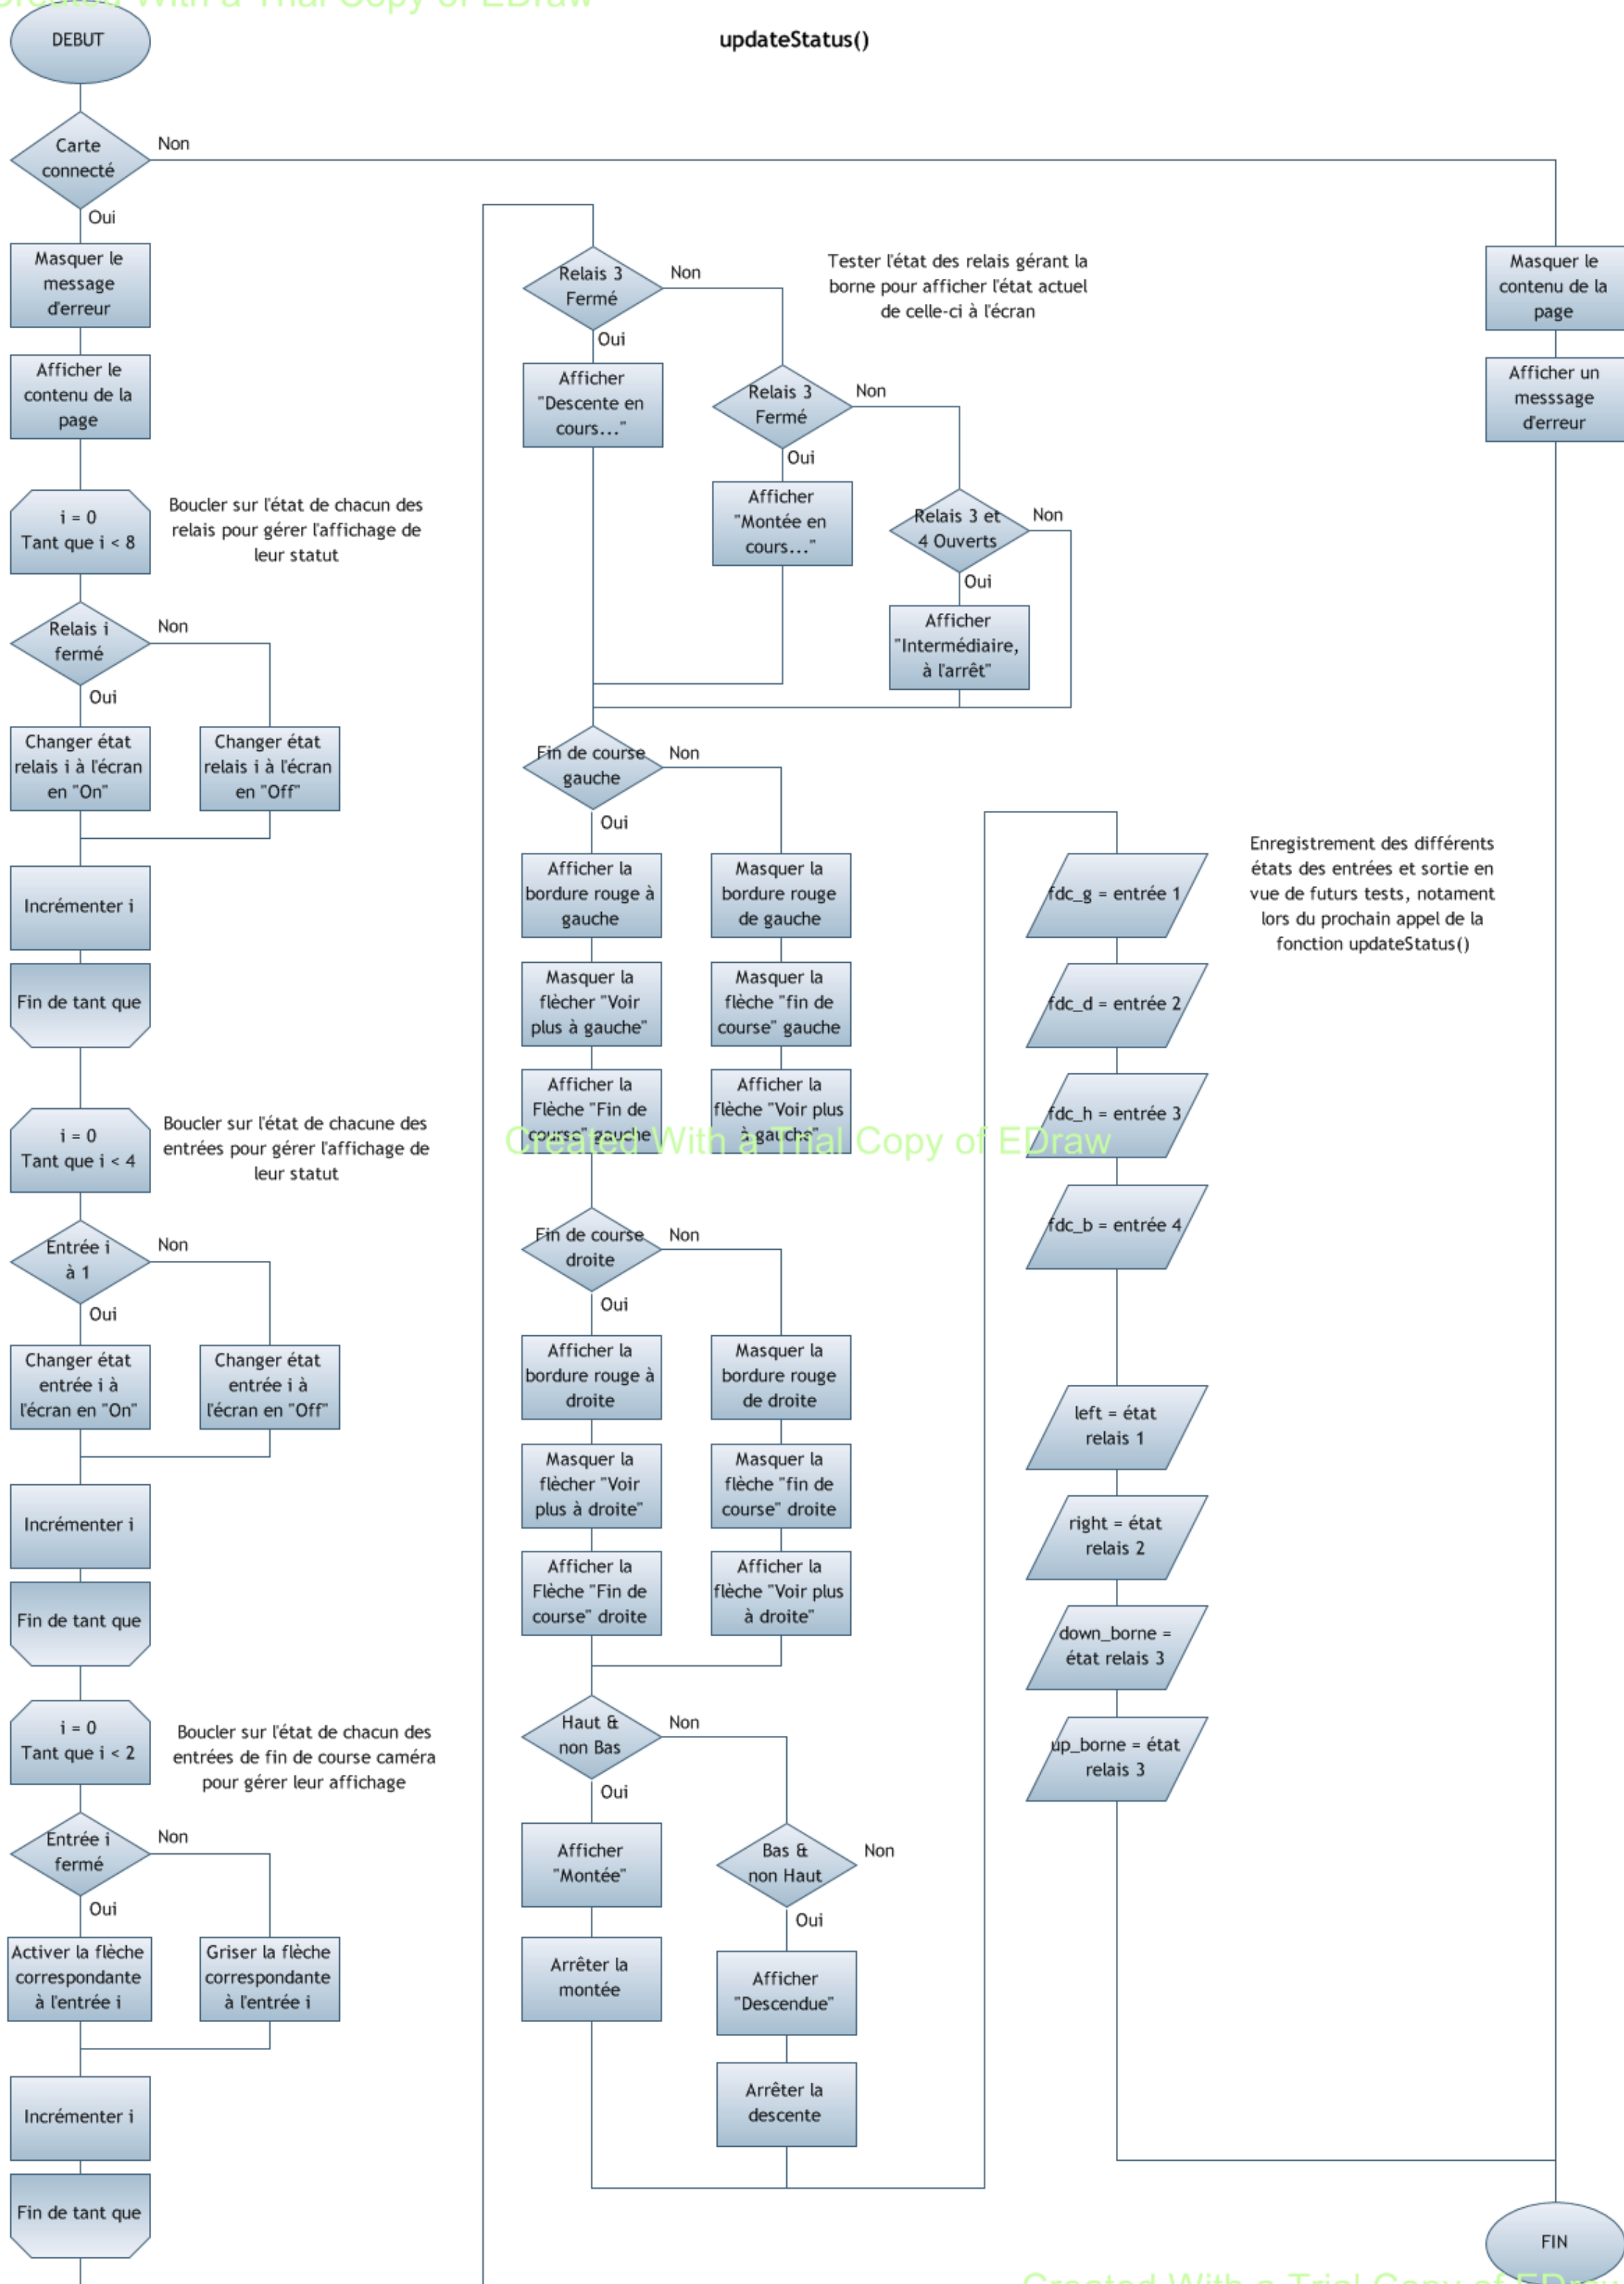 Created With a Trial Copy of EDraw
updateStatus()
DEBUT
Carte
connecté
Non
Oui
Masquer le
message
d'erreur
Afficher le
contenu de la
page
i = 0
Tant que i < 8
Boucler sur l'état de chacun des
relais pour gérer l'affichage de
leur statut
Relais i
fermé
Non
Oui
Changer état
relais i à l'écran
en "On"
Changer état
relais i à l'écran
en "Off"
Incrémenter i
Fin de tant que
i = 0
Tant que i < 4
Boucler sur l'état de chacune des
entrées pour gérer l'affichage de
leur statut
Entrée i
à 1
Non
Oui
Changer état
entrée i à
l'écran en "On"
Changer état
entrée i à
l'écran en "Off"
Incrémenter i
Fin de tant que
i = 0
Tant que i < 2
Boucler sur l'état de chacun des
entrées de fin de course caméra
pour gérer leur affichage
Entrée i
fermé
Non
Oui
Activer la flèche
correspondante
à l'entrée i
Griser la flèche
correspondante
à l'entrée i
Incrémenter i
Fin de tant que
Relais 3
Fermé
Non
Oui
Tester l'état des relais gérant la
borne pour afficher l'état actuel
de celle-ci à l'écran
Afficher
"Descente en
cours..."
Relais 3
Fermé
Non
Oui
Afficher
"Montée en
cours..."
Relais 3 et
4 Ouverts
Non
Oui
Afficher
"Intermédiaire,
à l'arrêt"
Fin de course
gauche
Non
Oui
Afficher la
bordure rouge à
gauche
Masquer la
bordure rouge
de gauche
Masquer la
flècher "Voir
plus à gauche"
Masquer la
flèche "fin de
course" gauche
Afficher la
Flèche "Fin de
course" gauche
Afficher la
flèche "Voir plus
à gauche"
Created With a Trial Copy of EDraw
Fin de course
droite
Non
Oui
Afficher la
bordure rouge à
droite
Masquer la
bordure rouge
de droite
Masquer la
flècher "Voir
plus à droite"
Masquer la
flèche "fin de
course" droite
Afficher la
Flèche "Fin de
course" droite
Afficher la
flèche "Voir plus
à droite"
Haut &
non Bas
Non
Oui
Afficher
"Montée"
Arrêter la
montée
Bas &
non Haut
Non
Oui
Afficher
"Descendue"
Arrêter la
descente
fdc_g = entrée 1
fdc_d = entrée 2
fdc_h = entrée 3
fdc_b = entrée 4
left = état
relais 1
right = état
relais 2
down_borne =
état relais 3
up_borne = état
relais 3
Enregistrement des différents
états des entrées et sortie en
vue de futurs tests, notament
lors du prochain appel de la
fonction updateStatus()
Masquer le
contenu de la
page
Afficher un
messsage
d'erreur
FIN
Created With a Trial Copy of EDraw